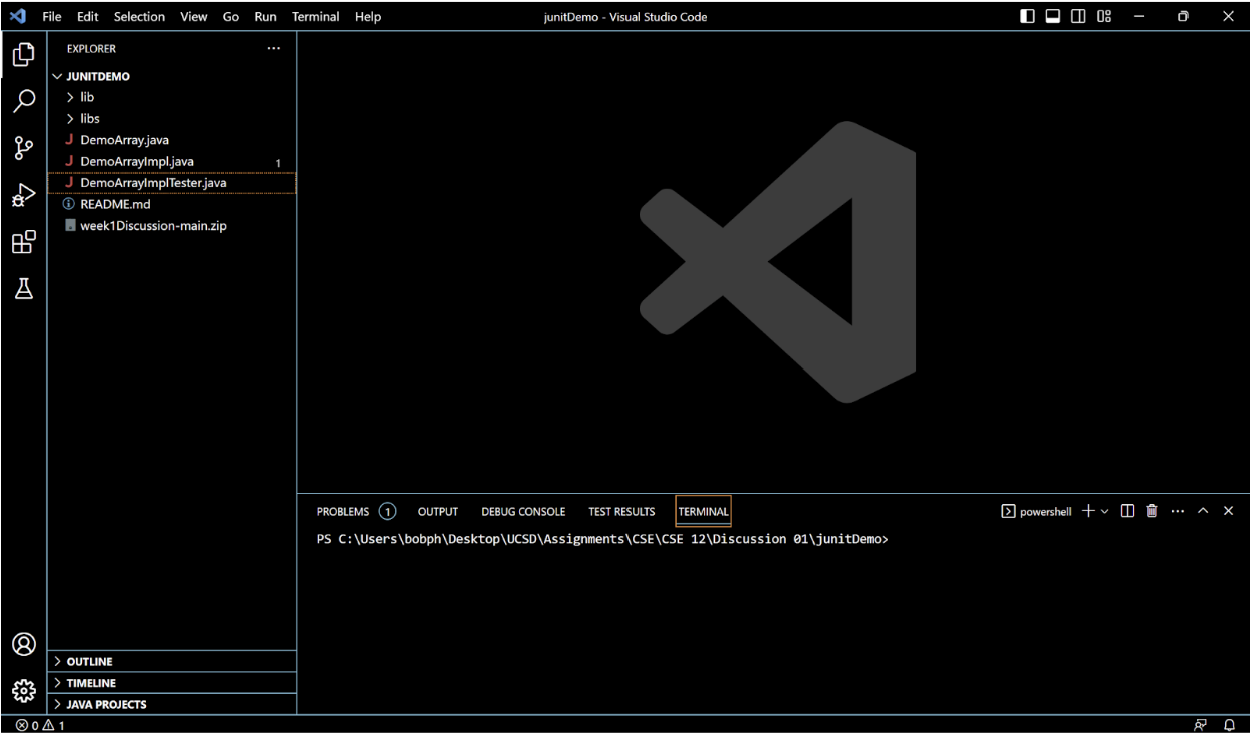 File Edit Selection View Go Run Terminal Help junitDemo - Visual Studio Code
EXPLORER
JUNITDEMO
lib
libs
J DemoArray.java
J DemoArrayImpl.java 1
J DemoArrayImplTester.java
README.md
week1Discussion-main.zip
PROBLEMS 1 OUTPUT DEBUG CONSOLE TEST RESULTS TERMINAL powershell
PS C:\Users\bobph\Desktop\UCSD\Assignments\CSE\CSE 12\Discussion 01\junitDemo>
OUTLINE
TIMELINE
JAVA PROJECTS
0 1